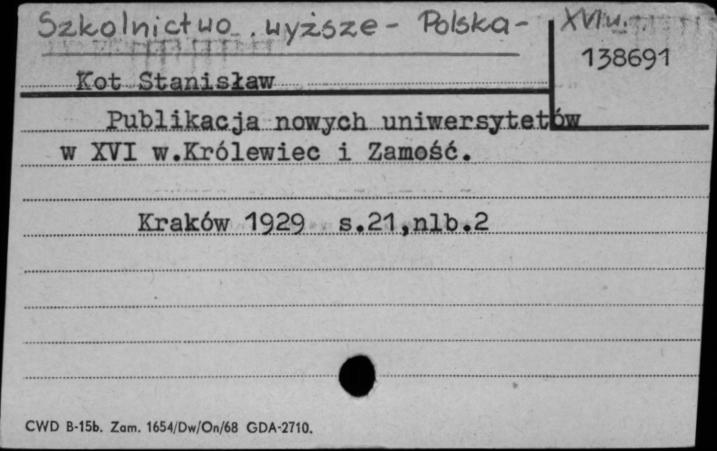 Szkolnictwo wyższe - Polska - XVI w.
138691
Kot Stanisław
Publikacja nowych uniwersytetów
w XVI w.Królewiec i Zamość.
Kraków 1929 s.21,nlb.2
CWD B-15b. Zam. 1654/Dw/On/68 GDA-2710.